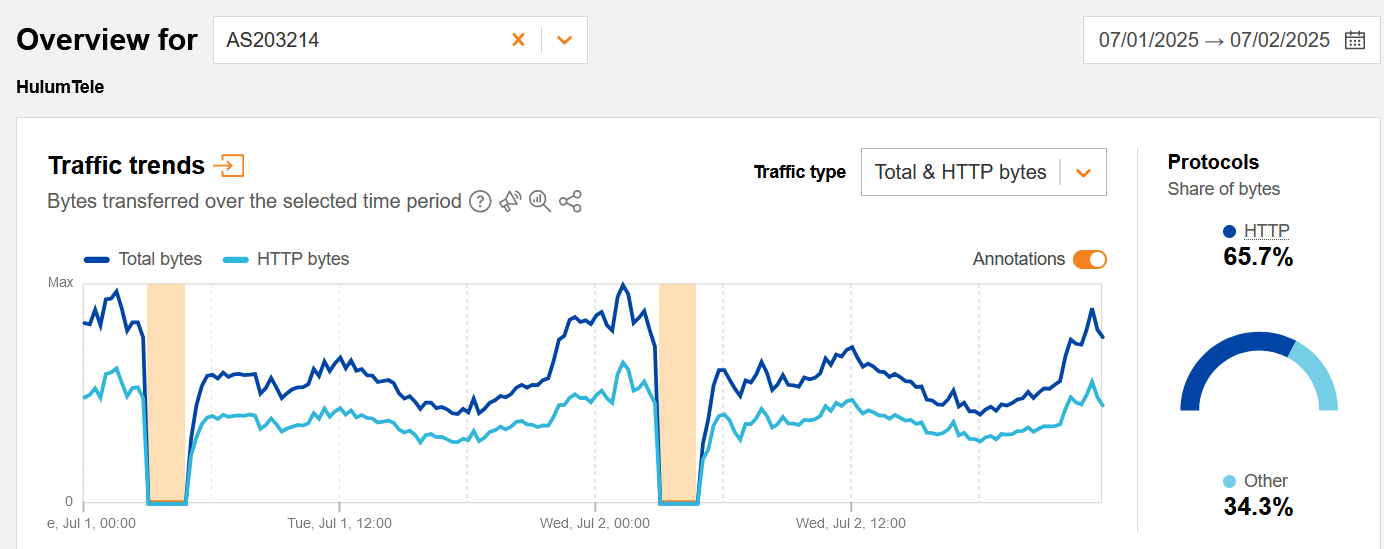 Overview for
AS203214
07/01/2025 → 07/02/2025
HulumTele
Traffic trends
Bytes transferred over the selected time period
Traffic type
Total & HTTP bytes
Total bytes
HTTP bytes
Annotations
Max
0
e, Jul 1, 00:00
Tue, Jul 1, 12:00
Wed, Jul 2, 00:00
Wed, Jul 2, 12:00
Protocols
Share of bytes
HTTP
65.7%
Other
34.3%